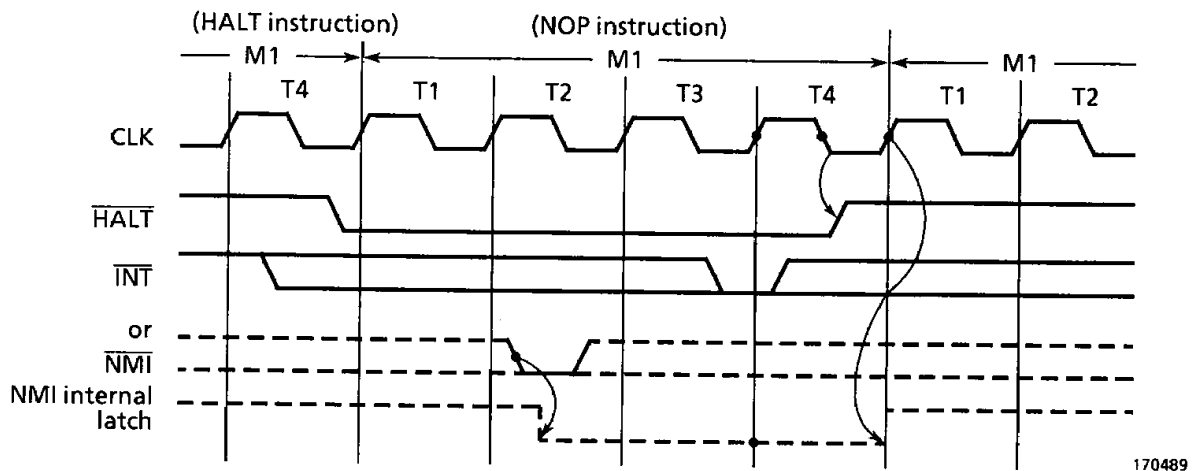 (HALT instruction) (NOP instruction)
M1 M1 M1
T4 T1 T2 T3 T4 T1 T2
CLK
HALT
INT
or
NMI
NMI internal
latch
170489